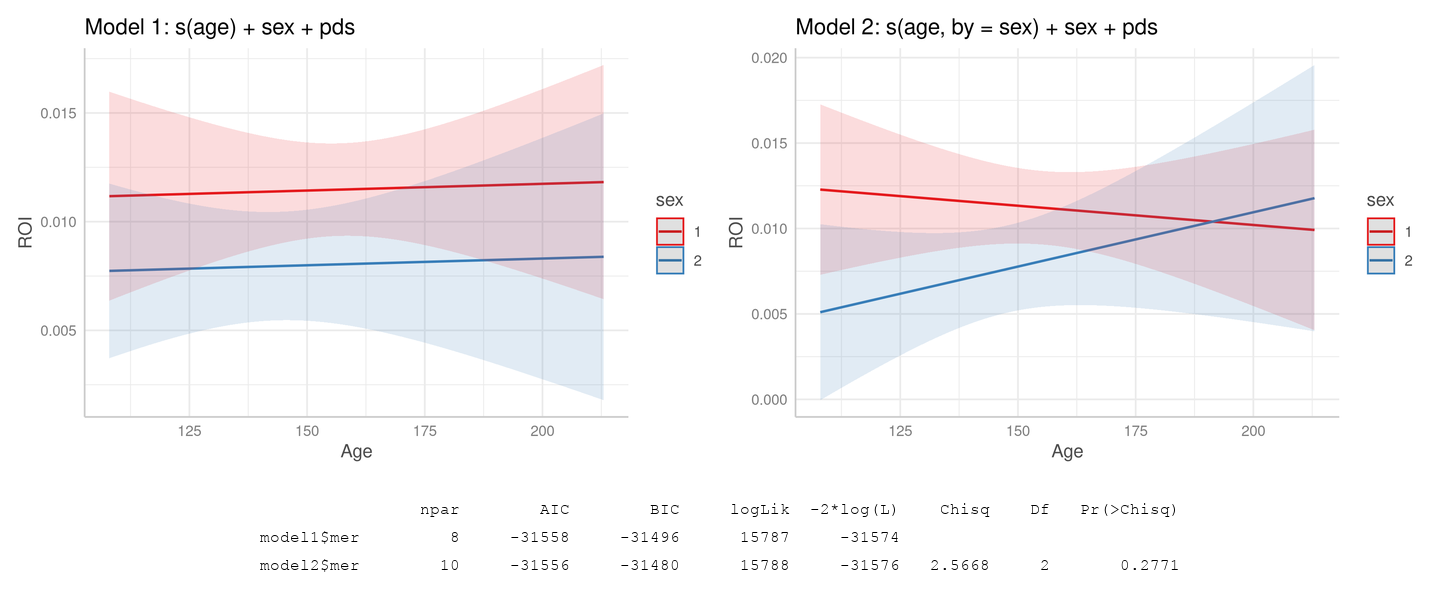 Model 1: s(age) + sex + pds
0.015
0.010
0.005
ROI
125 150 175 200
Age
sex
1
2
Model 2: s(age, by = sex) + sex + pds
0.020
0.015
0.010
0.005
0.000
ROI
125 150 175 200
Age
sex
1
2
npar AIC BIC logLik -2*log(L) Chisq Df Pr(>Chisq)
model1$mer 8 -31558 -31496 15787 -31574
model2$mer 10 -31556 -31480 15788 -31576 2.5668 2 0.2771